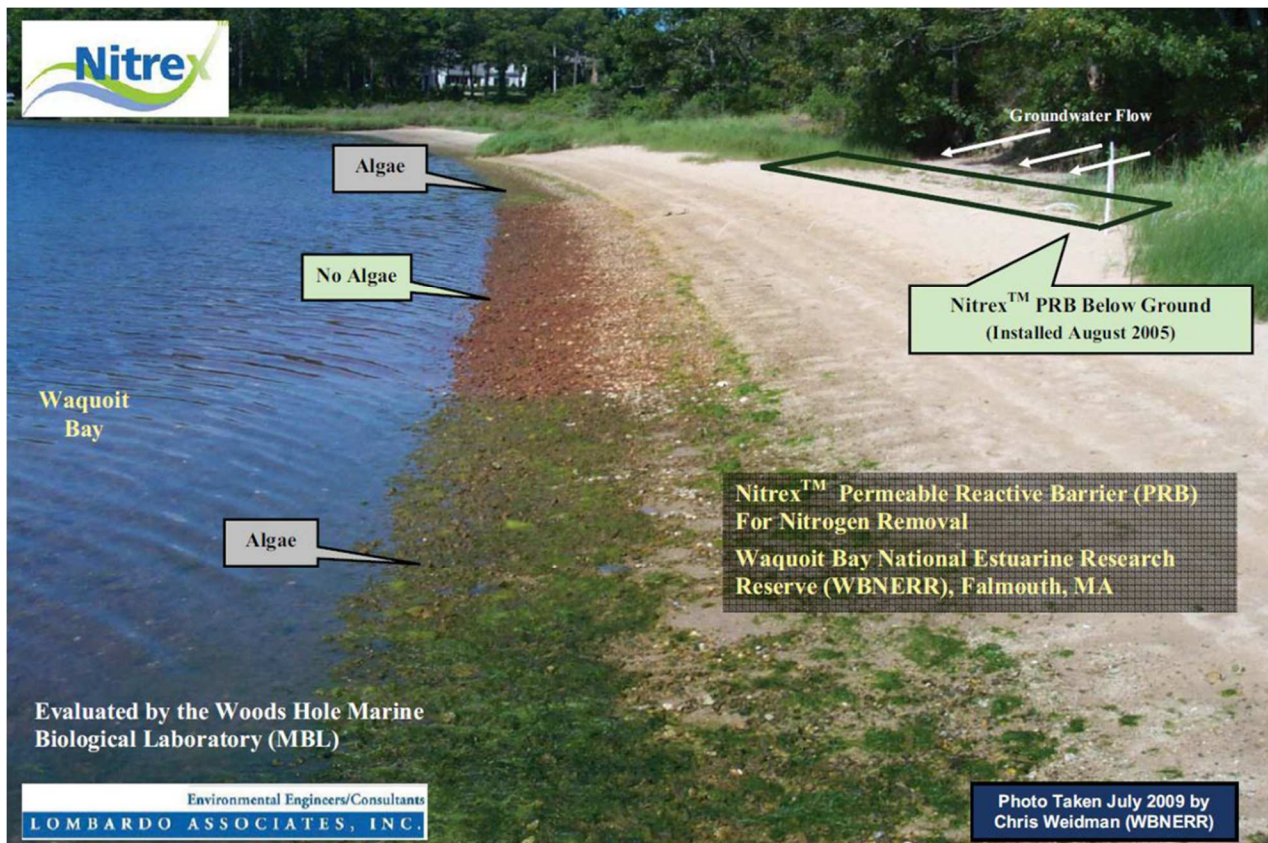 Nitrex
Groundwater Flow
Algae
No Algae
Nitrex™ PRB Below Ground
(Installed August 2005)
Waquoit
Bay
Nitrex™ Permeable Reactive Barrier (PRB)
For Nitrogen Removal
Waquoit Bay National Estuarine Research
Reserve (WBNERR), Falmouth, MA
Algae
Evaluated by the Woods Hole Marine
Biological Laboratory (MBL)
Environmental Engineers/Consultants
LOMBARDO ASSOCIATES, INC.
Photo Taken July 2009 by
Chris Weidman (WBNERR)